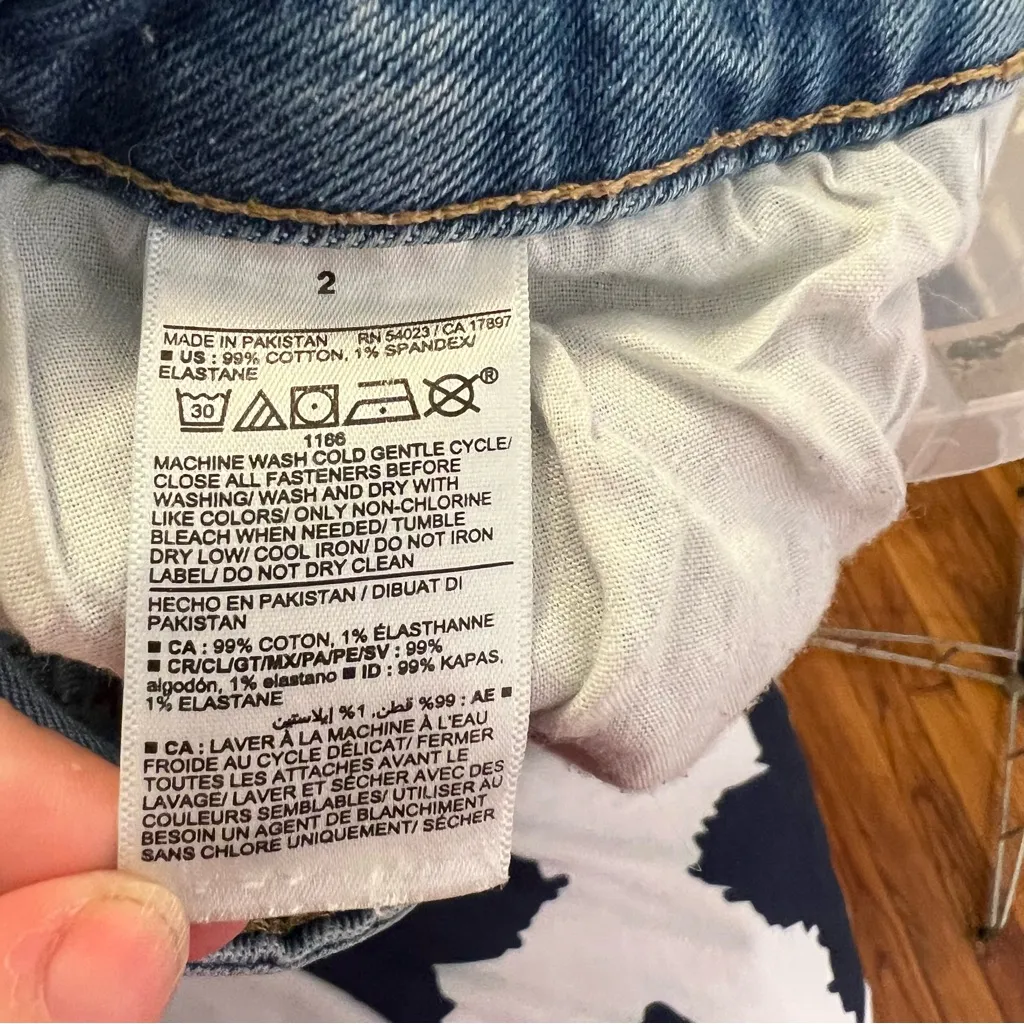 2
MADE IN PAKISTAN RN 54023 / CA 17897
■ US : 99% COTTON, 1% SPANDEX/
ELASTANE
30 ®
1166
MACHINE WASH COLD GENTLE CYCLE/
CLOSE ALL FASTENERS BEFORE
WASHING/ WASH AND DRY WITH
LIKE COLORS/ ONLY NON-CHLORINE
BLEACH WHEN NEEDED/ TUMBLE
DRY LOW/ COOL IRON/ DO NOT IRON
LABEL/ DO NOT DRY CLEAN
HECHO EN PAKISTAN / DIBUAT DI
PAKISTAN
■ CA : 99% COTON, 1% ÉLASTHANNE
■ CR/CL/GT/MX/PA/PE/SV : 99%
algodón, 1% elastano ■ ID : 99% KAPAS,
1% ELASTANE
■ AE : 99% قطن, 1% إيلاستين
■ CA : LAVER À LA MACHINE À L'EAU
FROIDE AU CYCLE DÉLICAT/ FERMER
TOUTES LES ATTACHES AVANT LE
LAVAGE/ LAVER ET SÉCHER AVEC DES
COULEURS SEMBLABLES/ UTILISER AU
BESOIN UN AGENT DE BLANCHIMENT
SANS CHLORE UNIQUEMENT/ SÉCHER